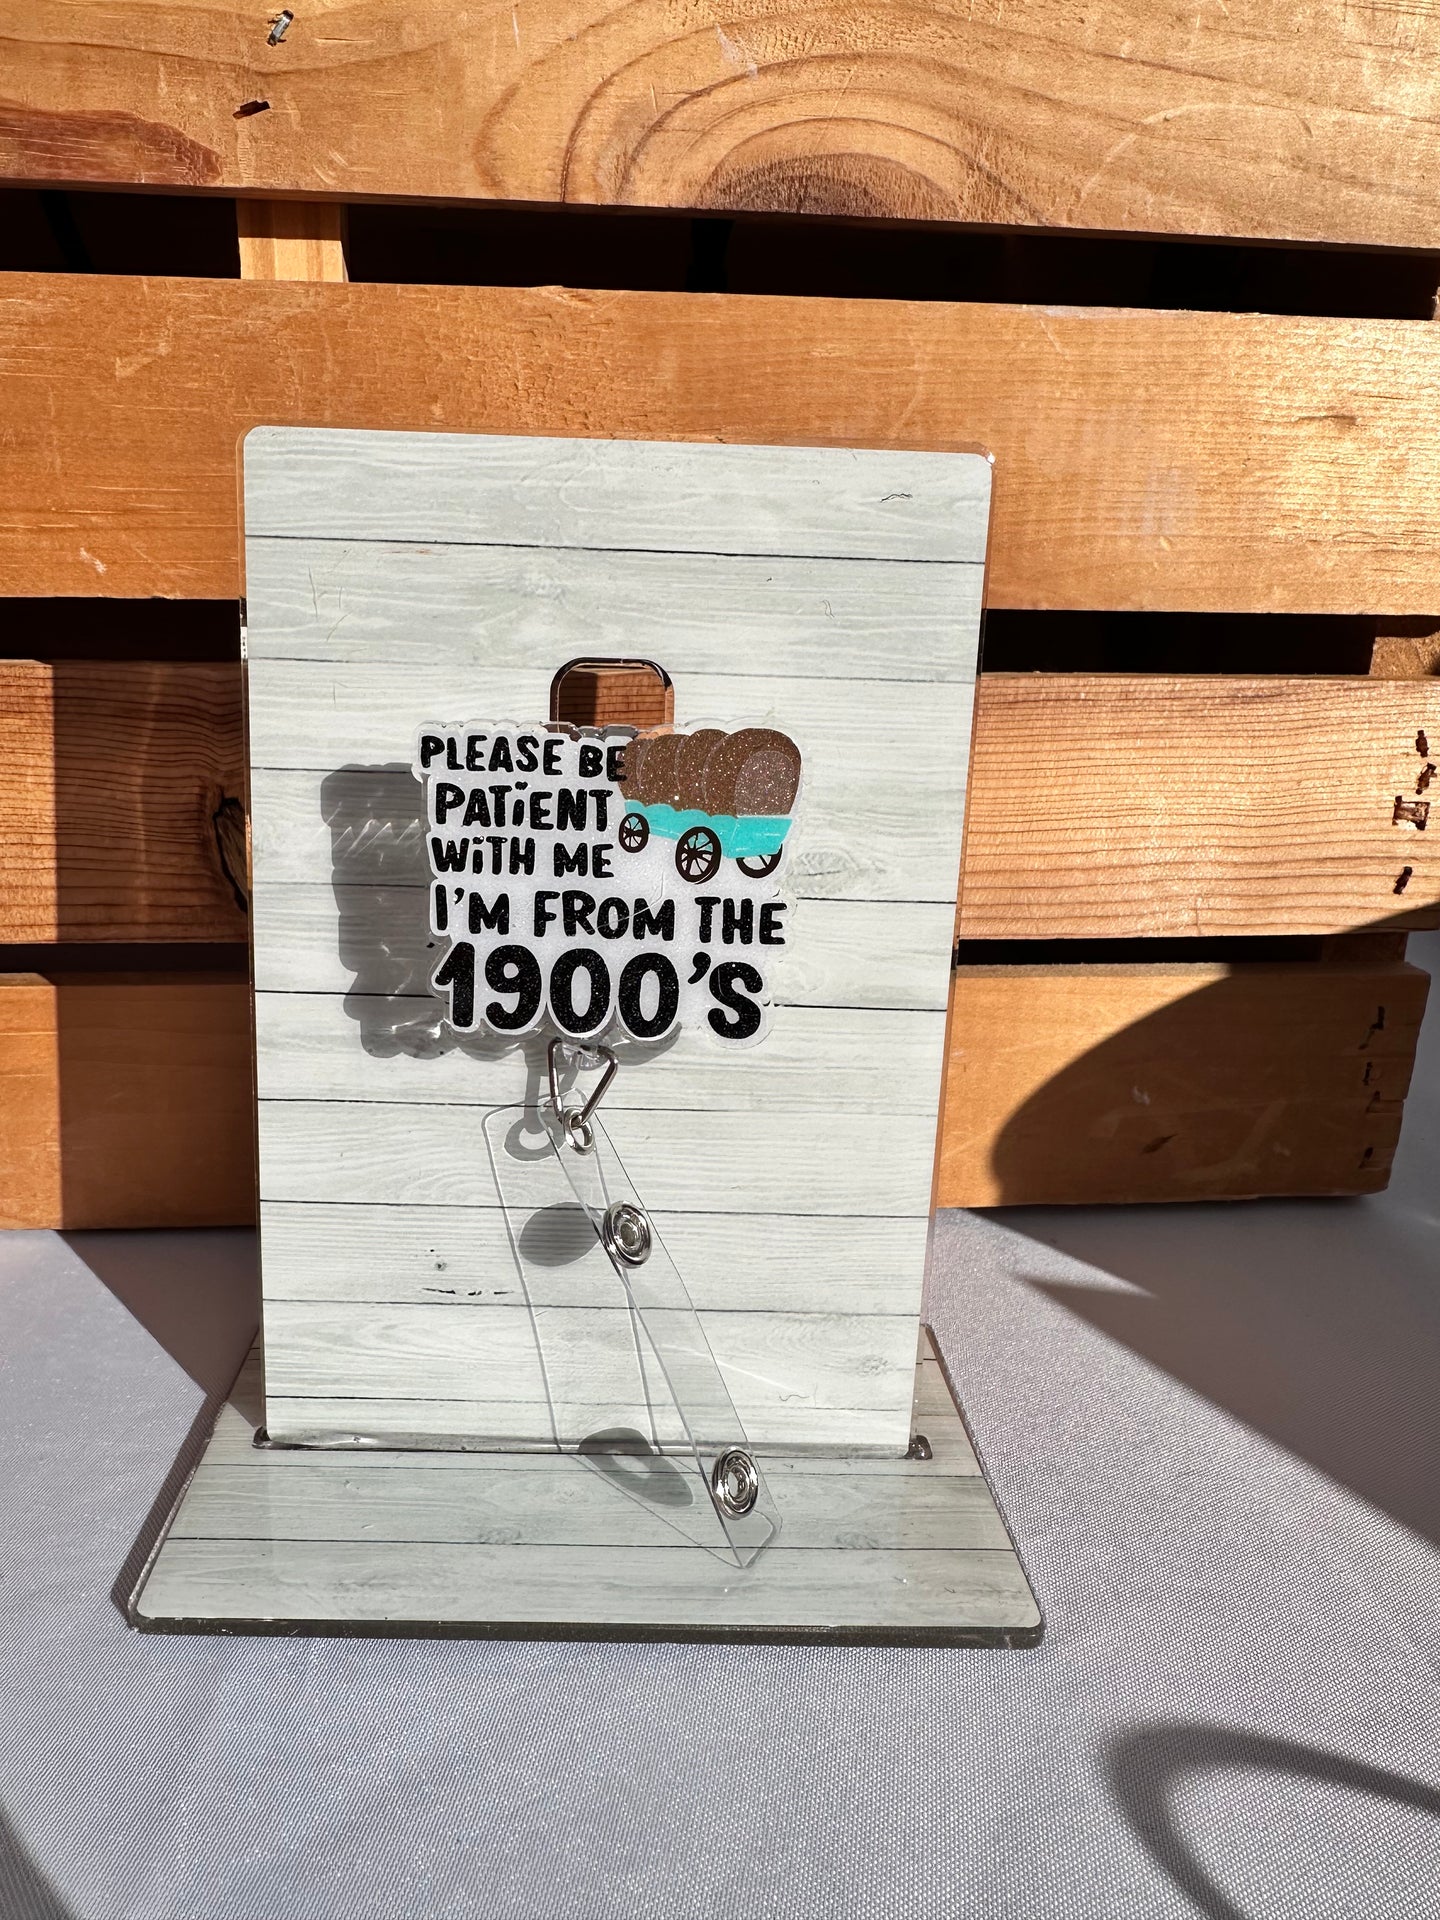 PLEASE BE
PATiENT
WiTH ME
I'M FROM THE
1900'S